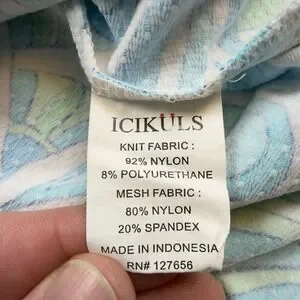 ICIKULS
KNIT FABRIC :
92% NYLON
8% POLYURETHANE
MESH FABRIC :
80% NYLON
20% SPANDEX
MADE IN INDONESIA
RN# 127656